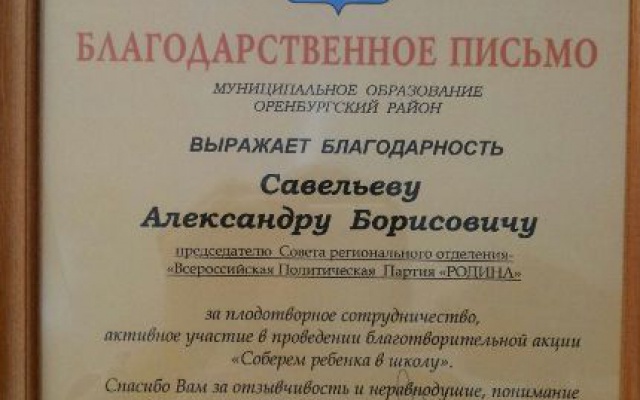 БЛАГОДАРСТВЕННОЕ ПИСЬМО
МУНИЦИПАЛЬНОЕ ОБРАЗОВАНИЕ
ОРЕНБУРГСКИЙ РАЙОН
ВЫРАЖАЕТ БЛАГОДАРНОСТЬ
Савельеву
Александру Борисовичу
председателю Совета регионального отделения-
«Всероссийская Политическая Партия «РОДИНА»
за плодотворное сотрудничество,
активное участие в проведении благотворительной акции
«Соберем ребенка в школу».
Спасибо Вам за отзывчивость и неравнодушие, понимание